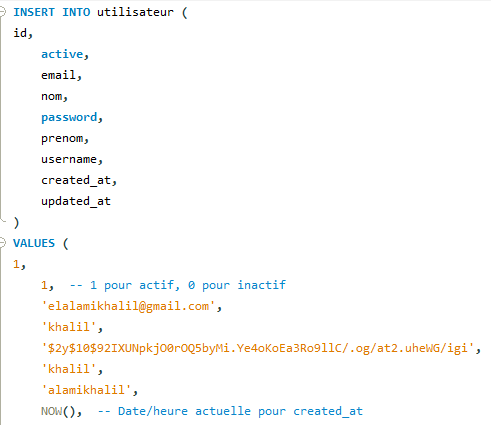 INSERT INTO utilisateur (
id,
active,
email,
nom,
password,
prenom,
username,
created_at,
updated_at
)
VALUES (
1,
1,  -- 1 pour actif, 0 pour inactif
'elalamikhalil@gmail.com',
'khalil',
'$2y$10$92IXUNpkjO0rOQ5byMi.Ye4oKoEa3Ro9llC/.og/at2.uheWG/igi',
'khalil',
'alamikhalil',
NOW(),  -- Date/heure actuelle pour created_at